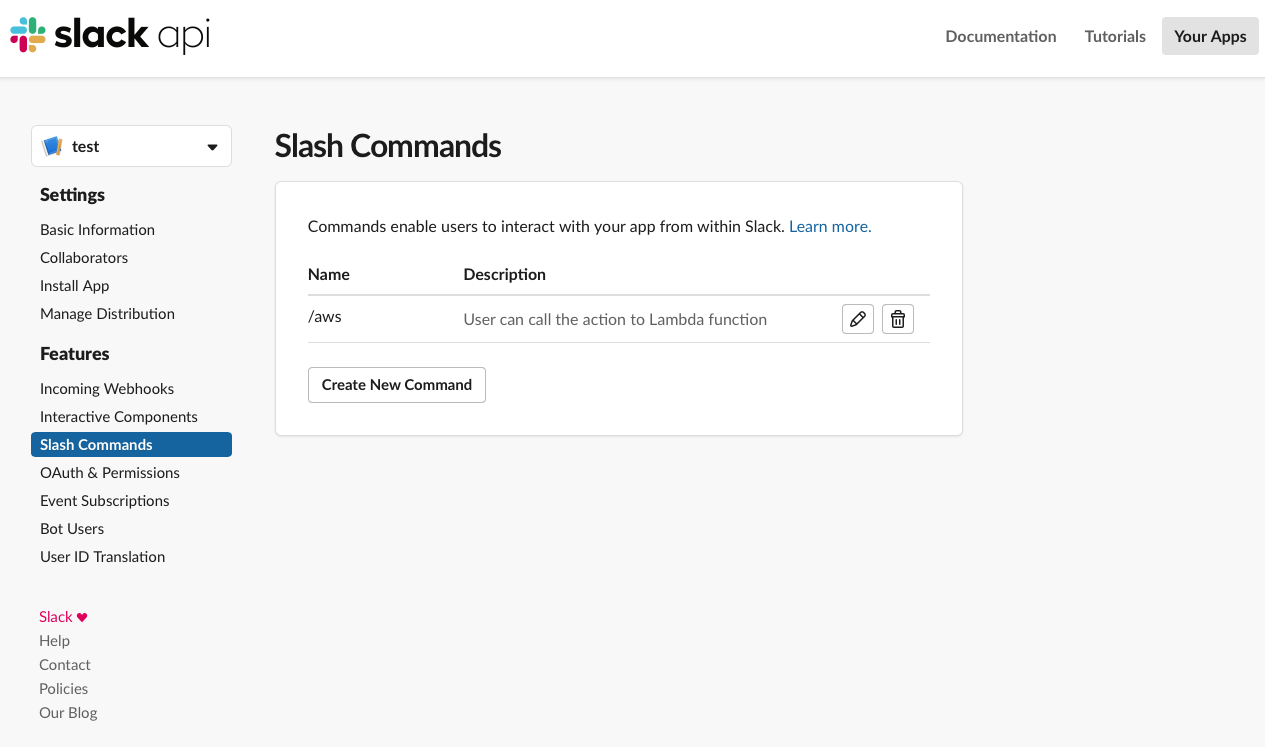 slack api
Documentation Tutorials Your Apps
test
Settings
Basic Information
Collaborators
Install App
Manage Distribution
Features
Incoming Webhooks
Interactive Components
Slash Commands
OAuth & Permissions
Event Subscriptions
Bot Users
User ID Translation
Slack ♥
Help
Contact
Policies
Our Blog
Slash Commands
Commands enable users to interact with your app from within Slack. Learn more.
Name Description
/aws User can call the action to Lambda function
Create New Command